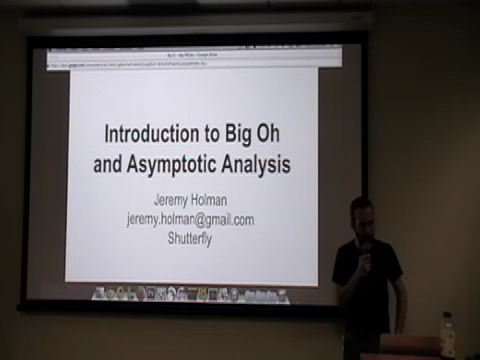 Introduction to Big Oh
and Asymptotic Analysis
Jeremy Holman
jeremy.holman@gmail.com
Shutterfly